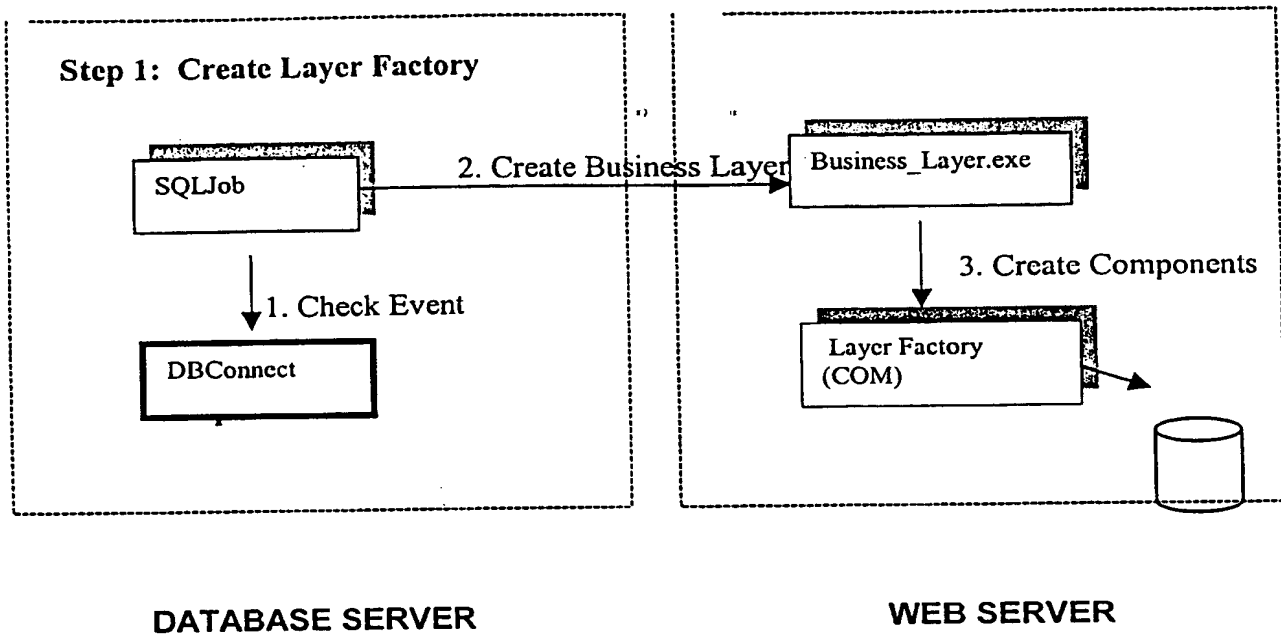 Step 1: Create Layer Factory
SQLJob
2. Create Business Layer
Business_Layer.exe
1. Check Event
3. Create Components
DBConnect
Layer Factory
(COM)
DATABASE SERVER
WEB SERVER